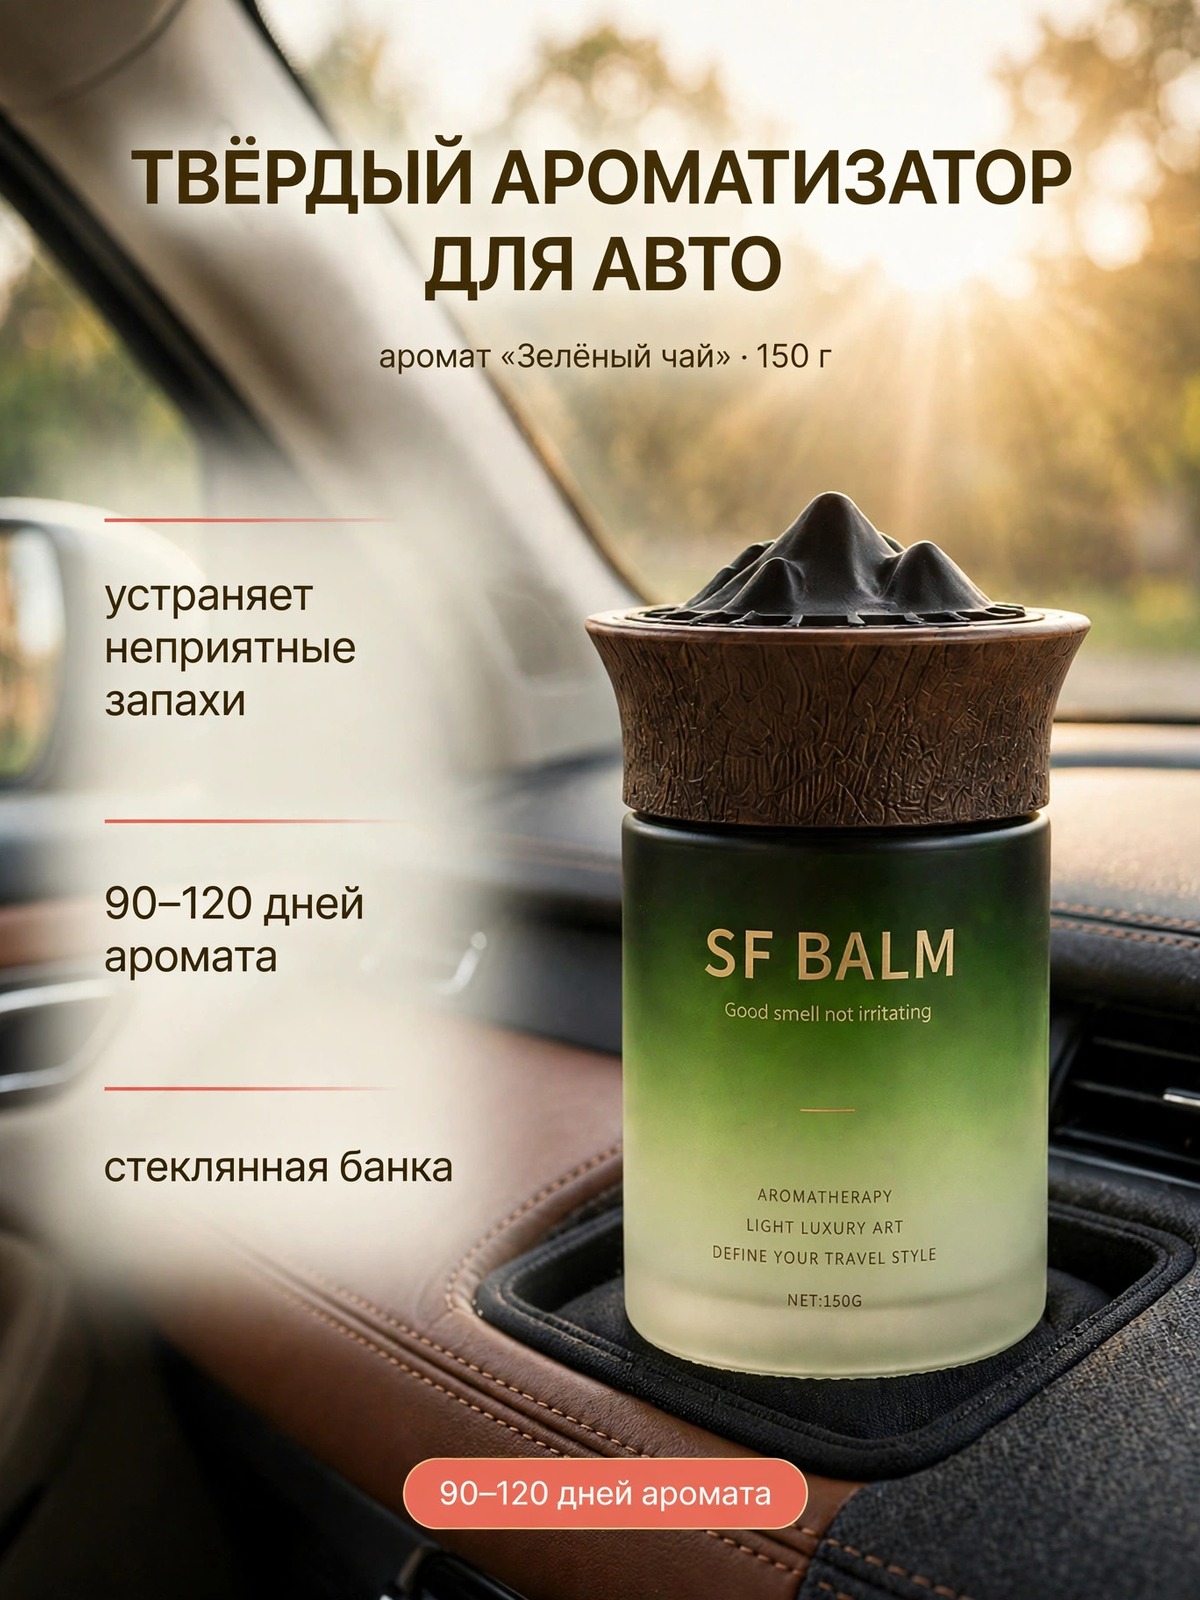 ТВЁРДЫЙ АРОМАТИЗАТОР
ДЛЯ АВТО
аромат «Зелёный чай» · 150 г
устраняет
неприятные
запахи
90–120 дней
аромата
стеклянная банка
SF BALM
Good smell not irritating
AROMATHERAPY
LIGHT LUXURY ART
DEFINE YOUR TRAVEL STYLE
NET:150G
90–120 дней аромата